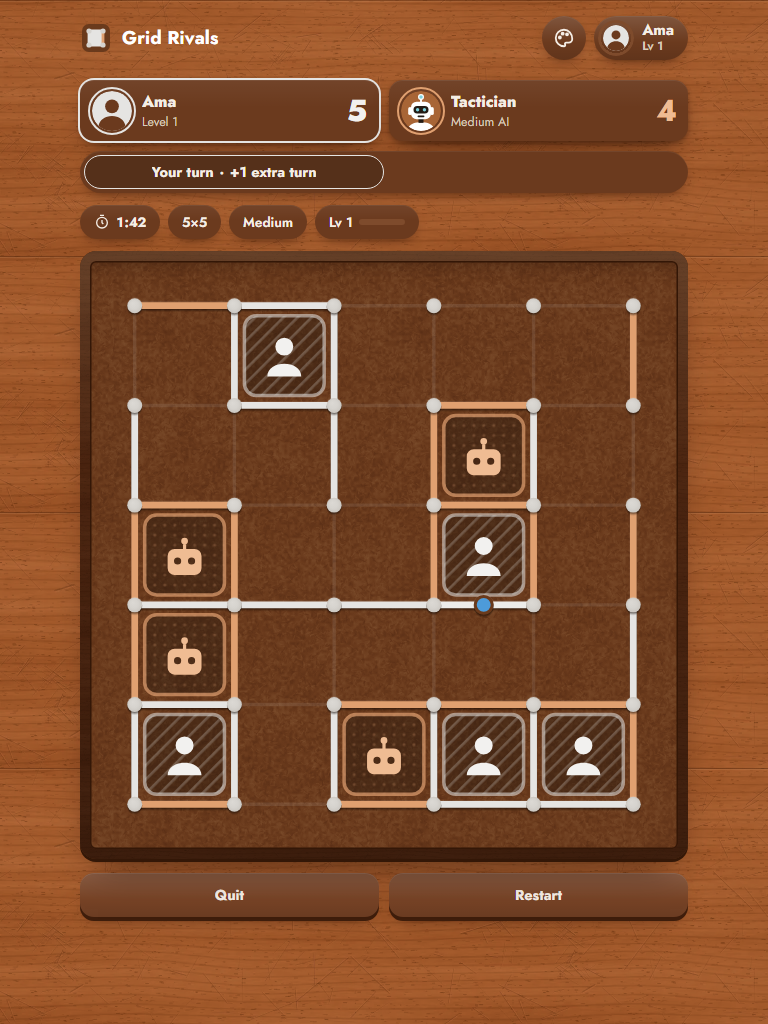 Grid Rivals
Ama
Lv 1
Ama
Level 1
5
Tactician
Medium AI
4
Your turn · +1 extra turn
1:42
5×5
Medium
Lv 1
Quit
Restart